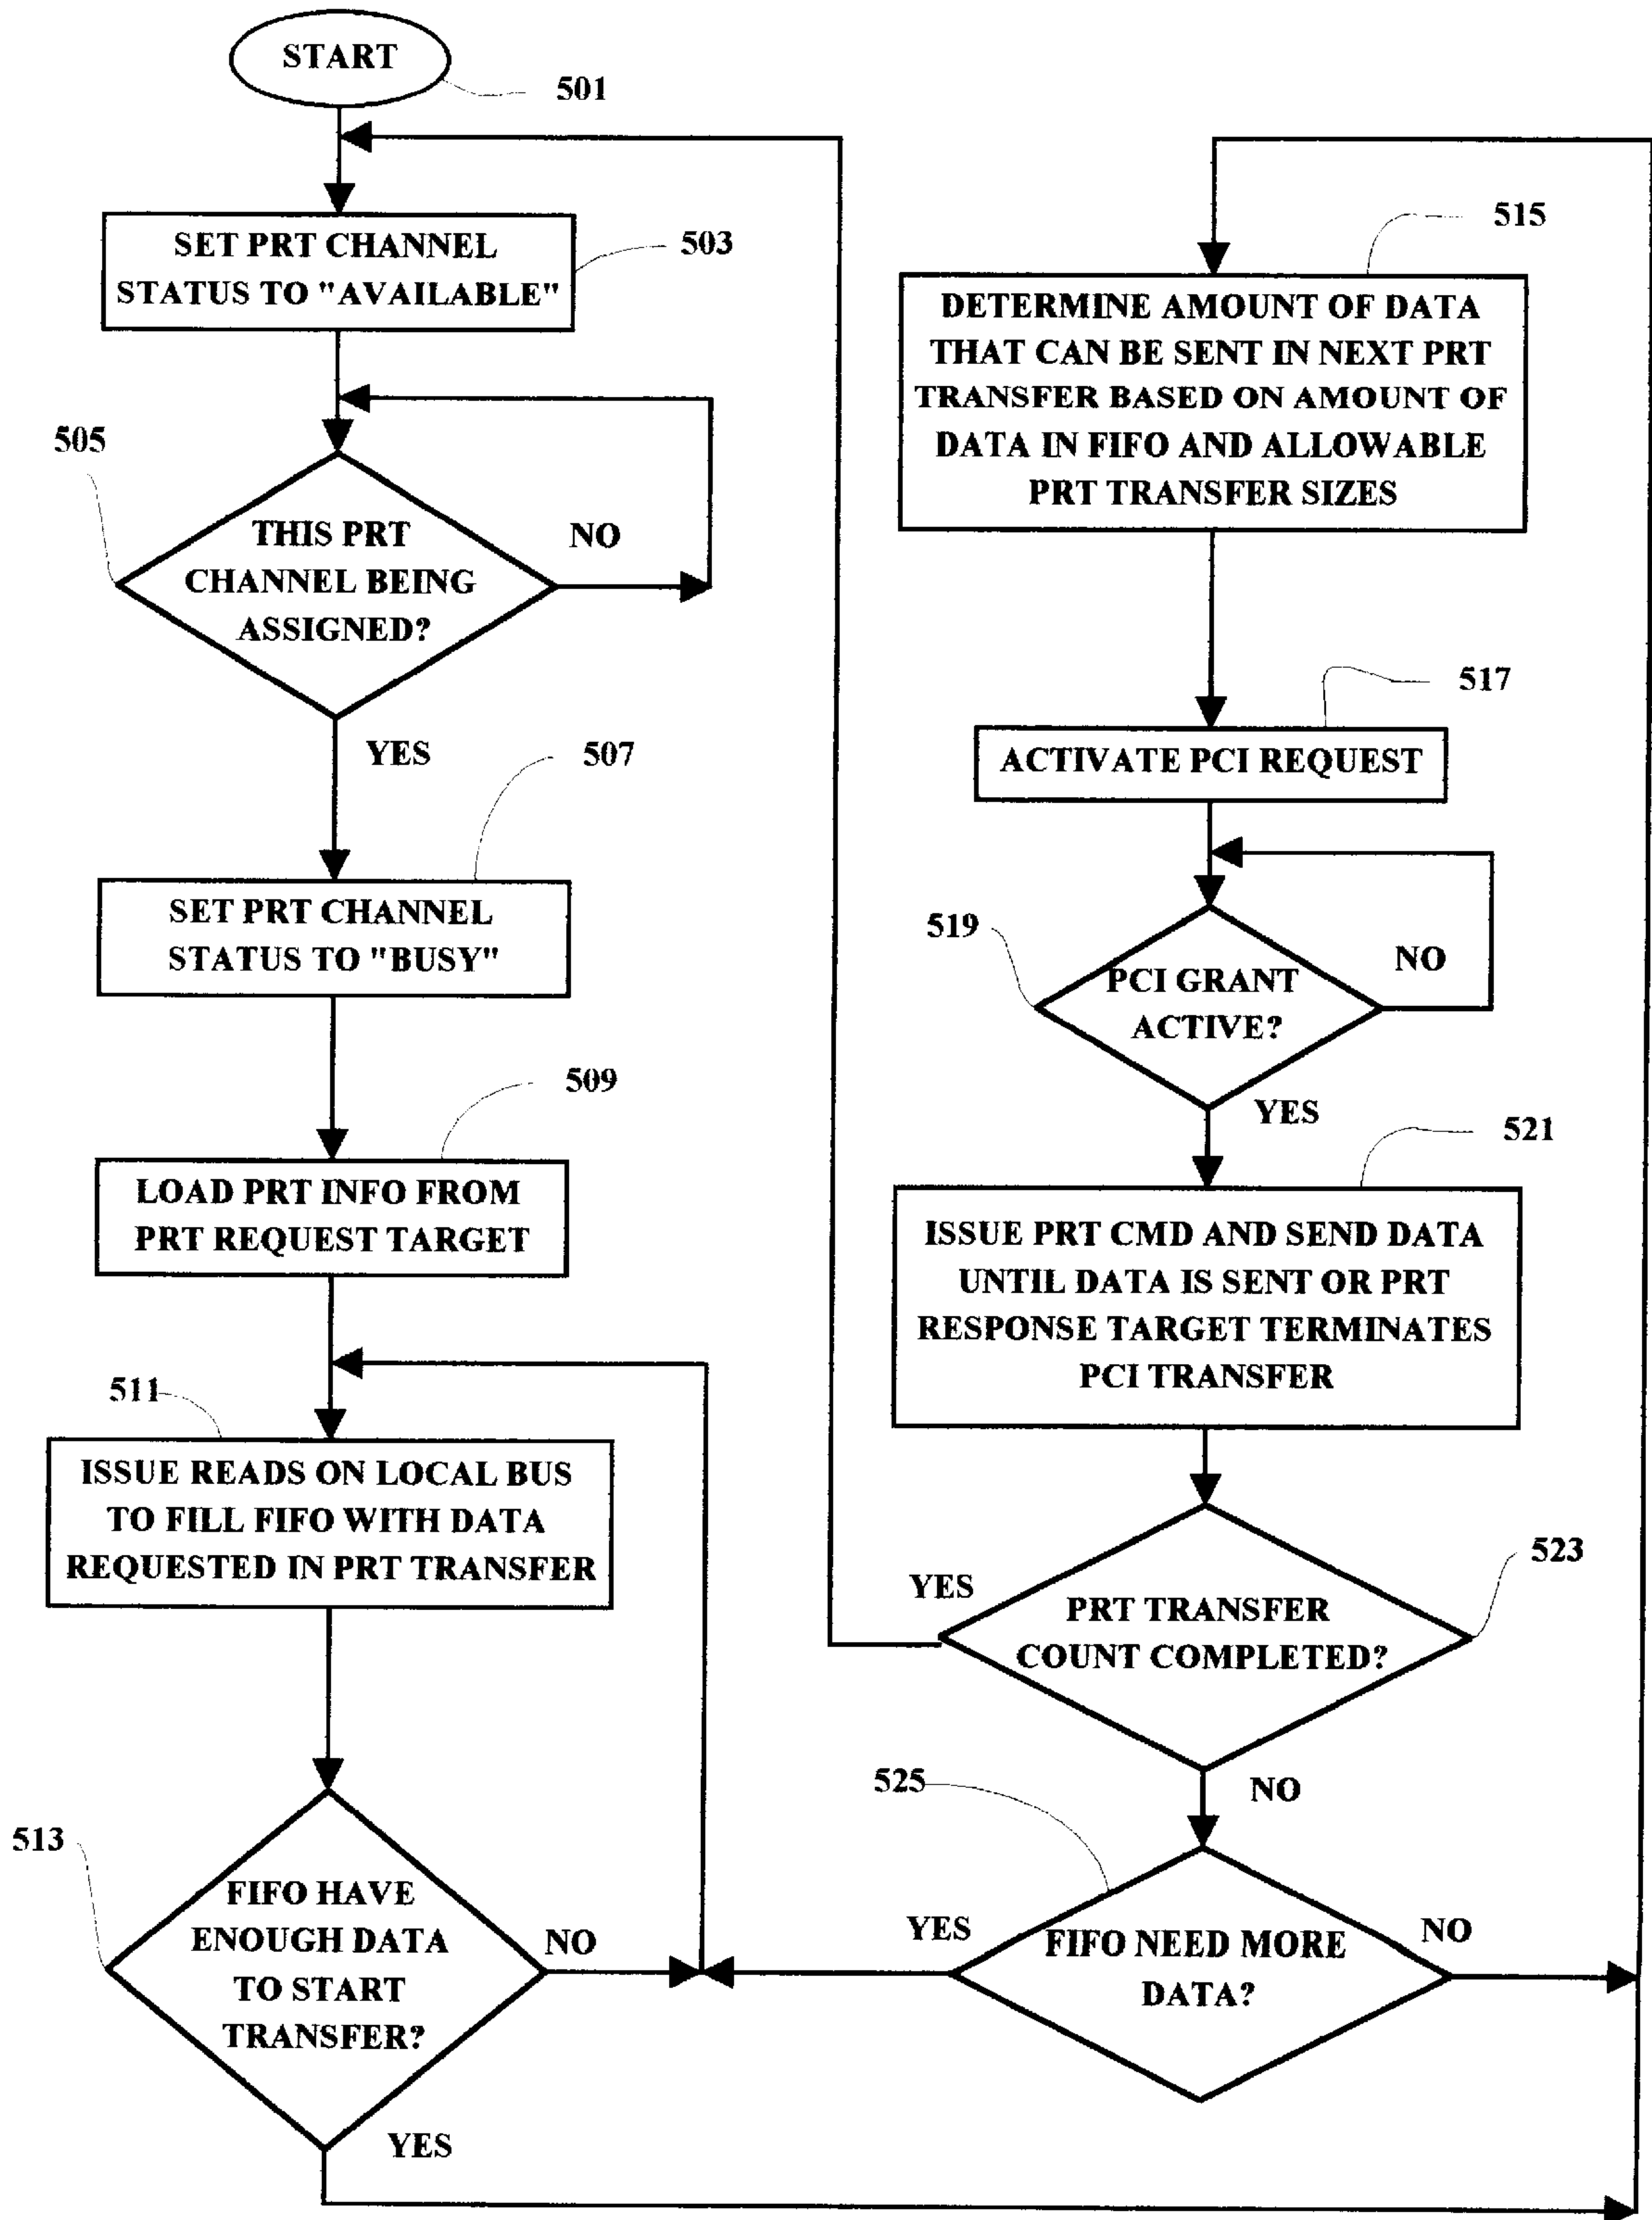 START
501
SET PRT CHANNEL
STATUS TO "AVAILABLE"
503
505
THIS PRT
CHANNEL BEING
ASSIGNED?
NO
YES
507
SET PRT CHANNEL
STATUS TO "BUSY"
509
LOAD PRT INFO FROM
PRT REQUEST TARGET
511
ISSUE READS ON LOCAL BUS
TO FILL FIFO WITH DATA
REQUESTED IN PRT TRANSFER
513
FIFO HAVE
ENOUGH DATA
TO START
TRANSFER?
NO
YES
515
DETERMINE AMOUNT OF DATA
THAT CAN BE SENT IN NEXT PRT
TRANSFER BASED ON AMOUNT OF
DATA IN FIFO AND ALLOWABLE
PRT TRANSFER SIZES
517
ACTIVATE PCI REQUEST
519
PCI GRANT
ACTIVE?
NO
YES
521
ISSUE PRT CMD AND SEND DATA
UNTIL DATA IS SENT OR PRT
RESPONSE TARGET TERMINATES
PCI TRANSFER
523
YES
PRT TRANSFER
COUNT COMPLETED?
NO
525
YES
FIFO NEED MORE
DATA?
NO